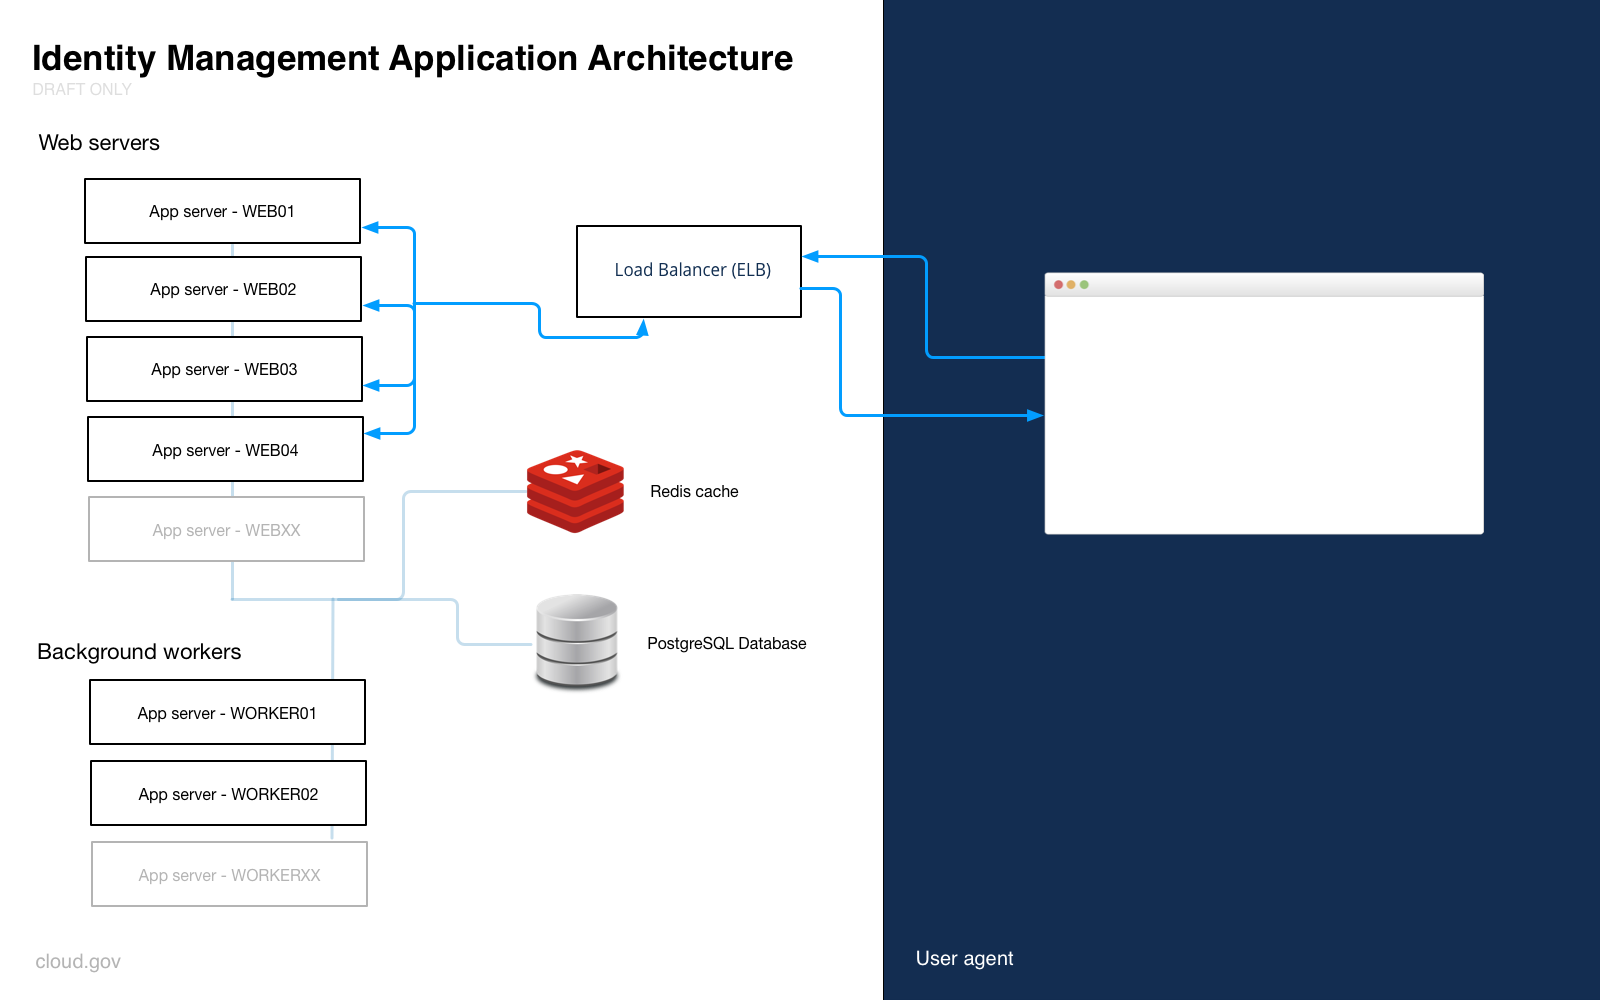 Identity Management Application Architecture
DRAFT ONLY
Web servers
App server - WEB01
App server - WEB02
App server - WEB03
App server - WEB04
App server - WEBXX
Load Balancer (ELB)
Redis cache
PostgreSQL Database
Background workers
App server - WORKER01
App server - WORKER02
App server - WORKERXX
cloud.gov
User agent